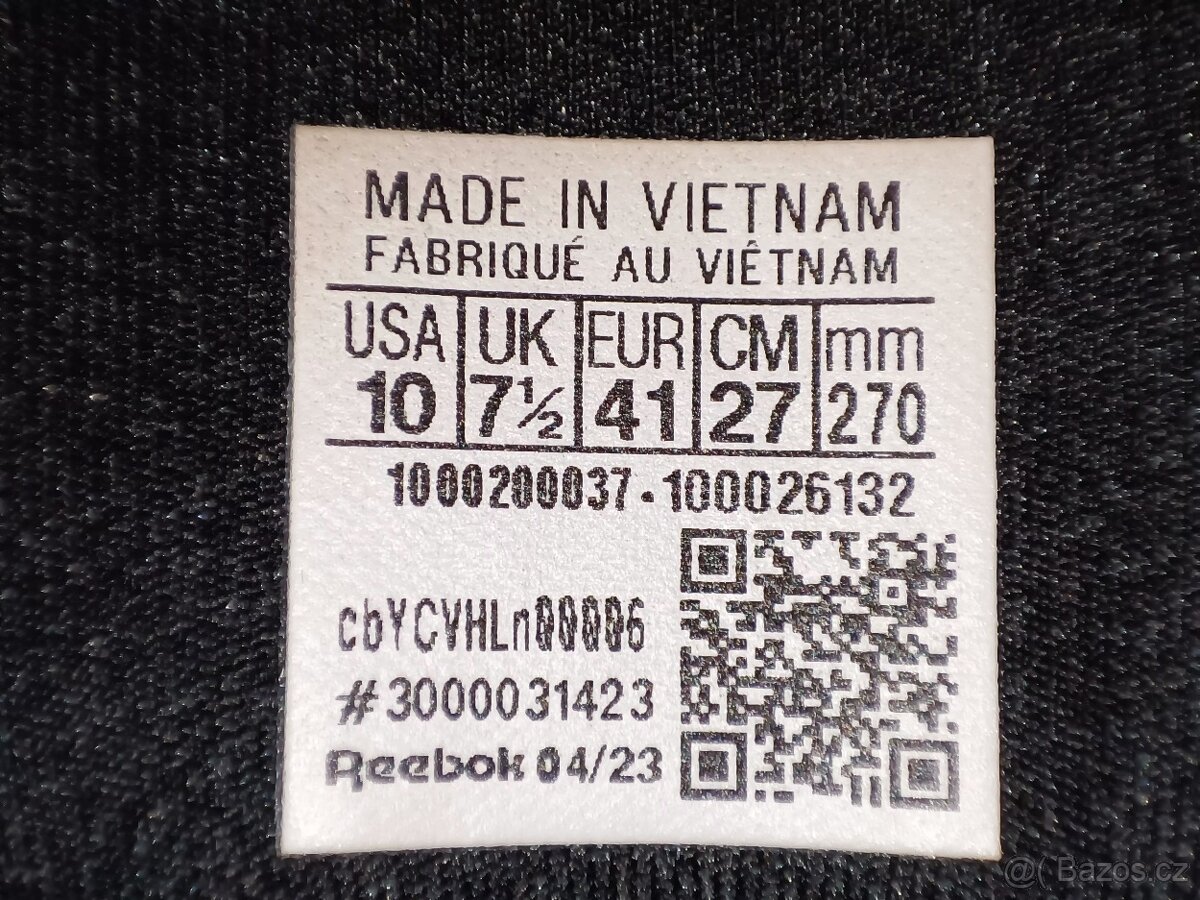 MADE IN VIETNAM
FABRIQUÉ AU VIÊTNAM
USA UK EUR CM mm
10 7½ 41 27 270
1000200037-100026132
cbYCVHLn00006
#3000031423
Reebok 04/23
@( Bazos.cz